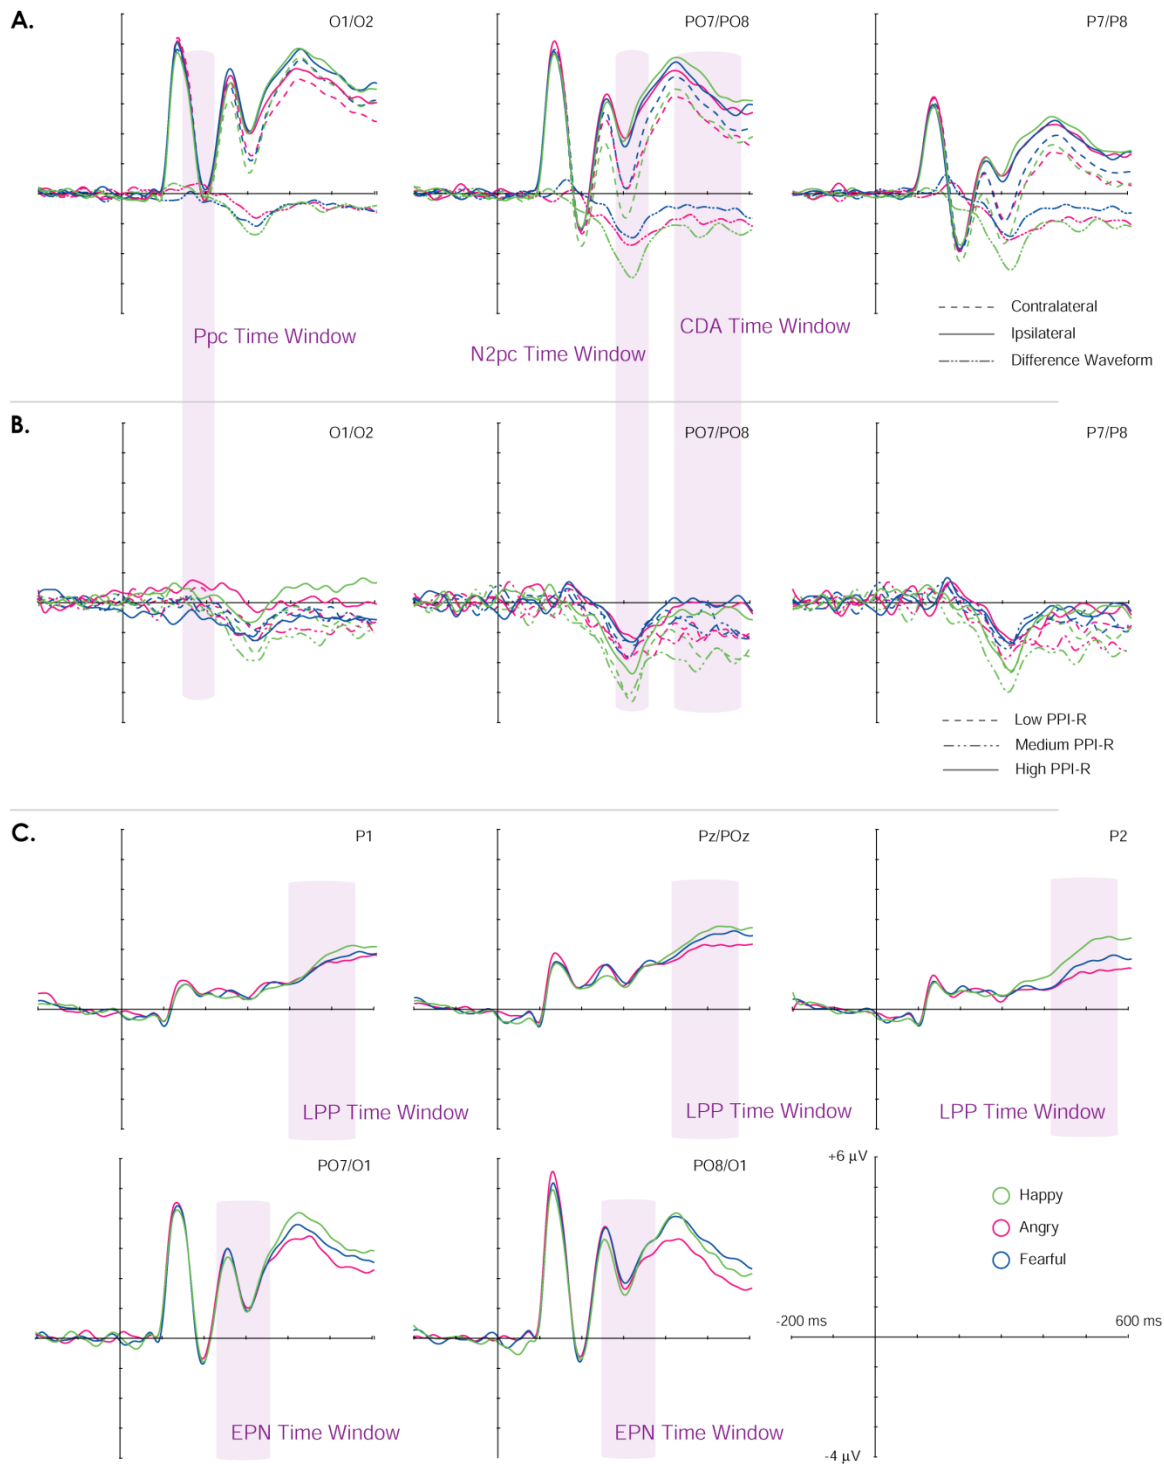 A.
O1/O2
PO7/PO8
P7/P8
Ppc Time Window
N2pc Time Window
CDA Time Window
Contralateral
Ipsilateral
Difference Waveform
B.
O1/O2
PO7/PO8
P7/P8
Low PPI-R
Medium PPI-R
High PPI-R
C.
P1
Pz/POz
P2
LPP Time Window
LPP Time Window
LPP Time Window
PO7/O1
PO8/O1
+6 μV
Happy
Angry
Fearful
-200 ms
600 ms
EPN Time Window
EPN Time Window
-4 μV